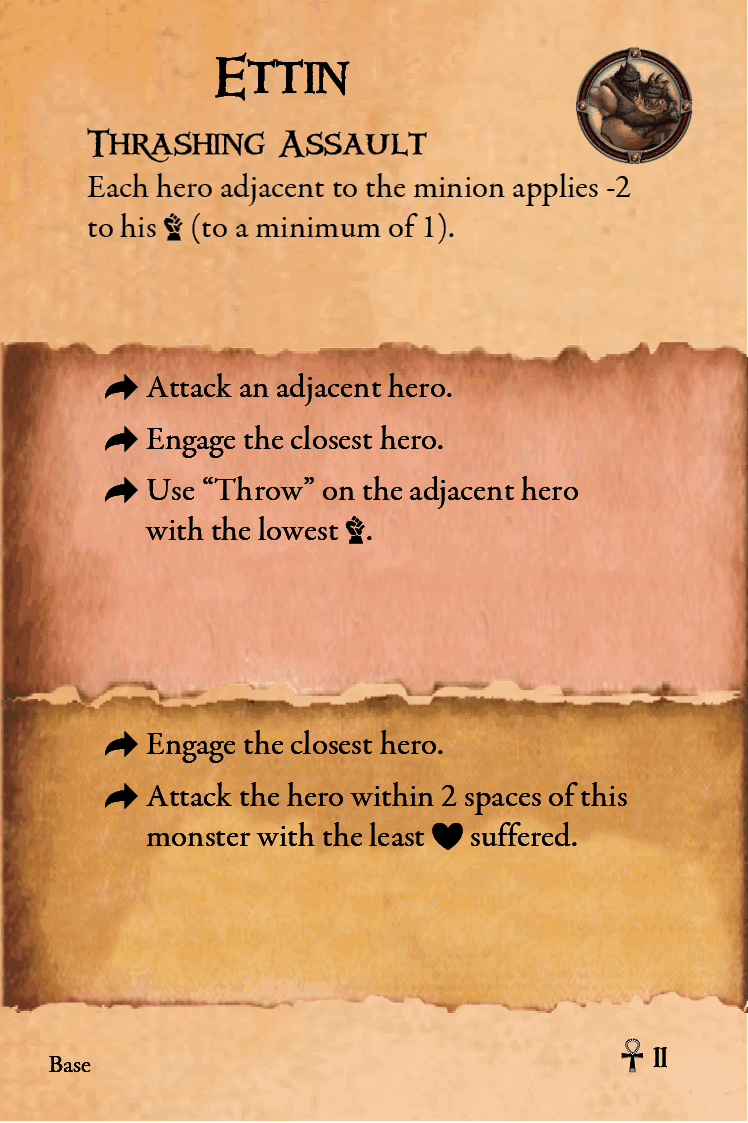 Ettin
Thrashing Assault
Each hero adjacent to the minion applies -2
to his (to a minimum of 1).
Attack an adjacent hero.
Engage the closest hero.
Use “Throw” on the adjacent hero
with the lowest .
Engage the closest hero.
Attack the hero within 2 spaces of this
monster with the least ♥ suffered.
Base
☥ II